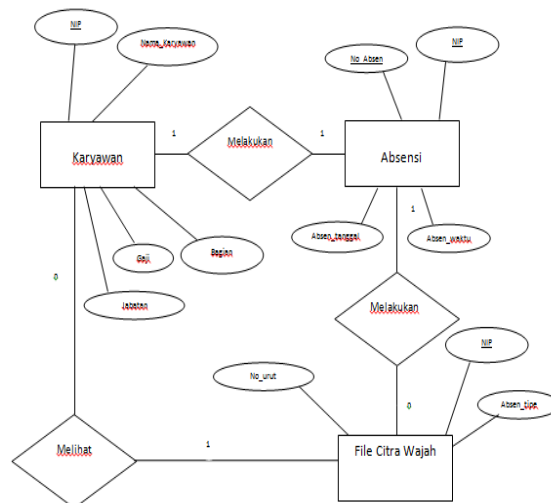 NIP
Nama_Karyawan
No_Absen
NIP
1
Melakukan
1
Karyawan
Absensi
1
Absen_tanggal
Absen_waktu
Gaji
Bagian
0
Jabatan
Melakukan
NIP
No_urut
Absen_tipe
0
Melihat
1
File Citra Wajah